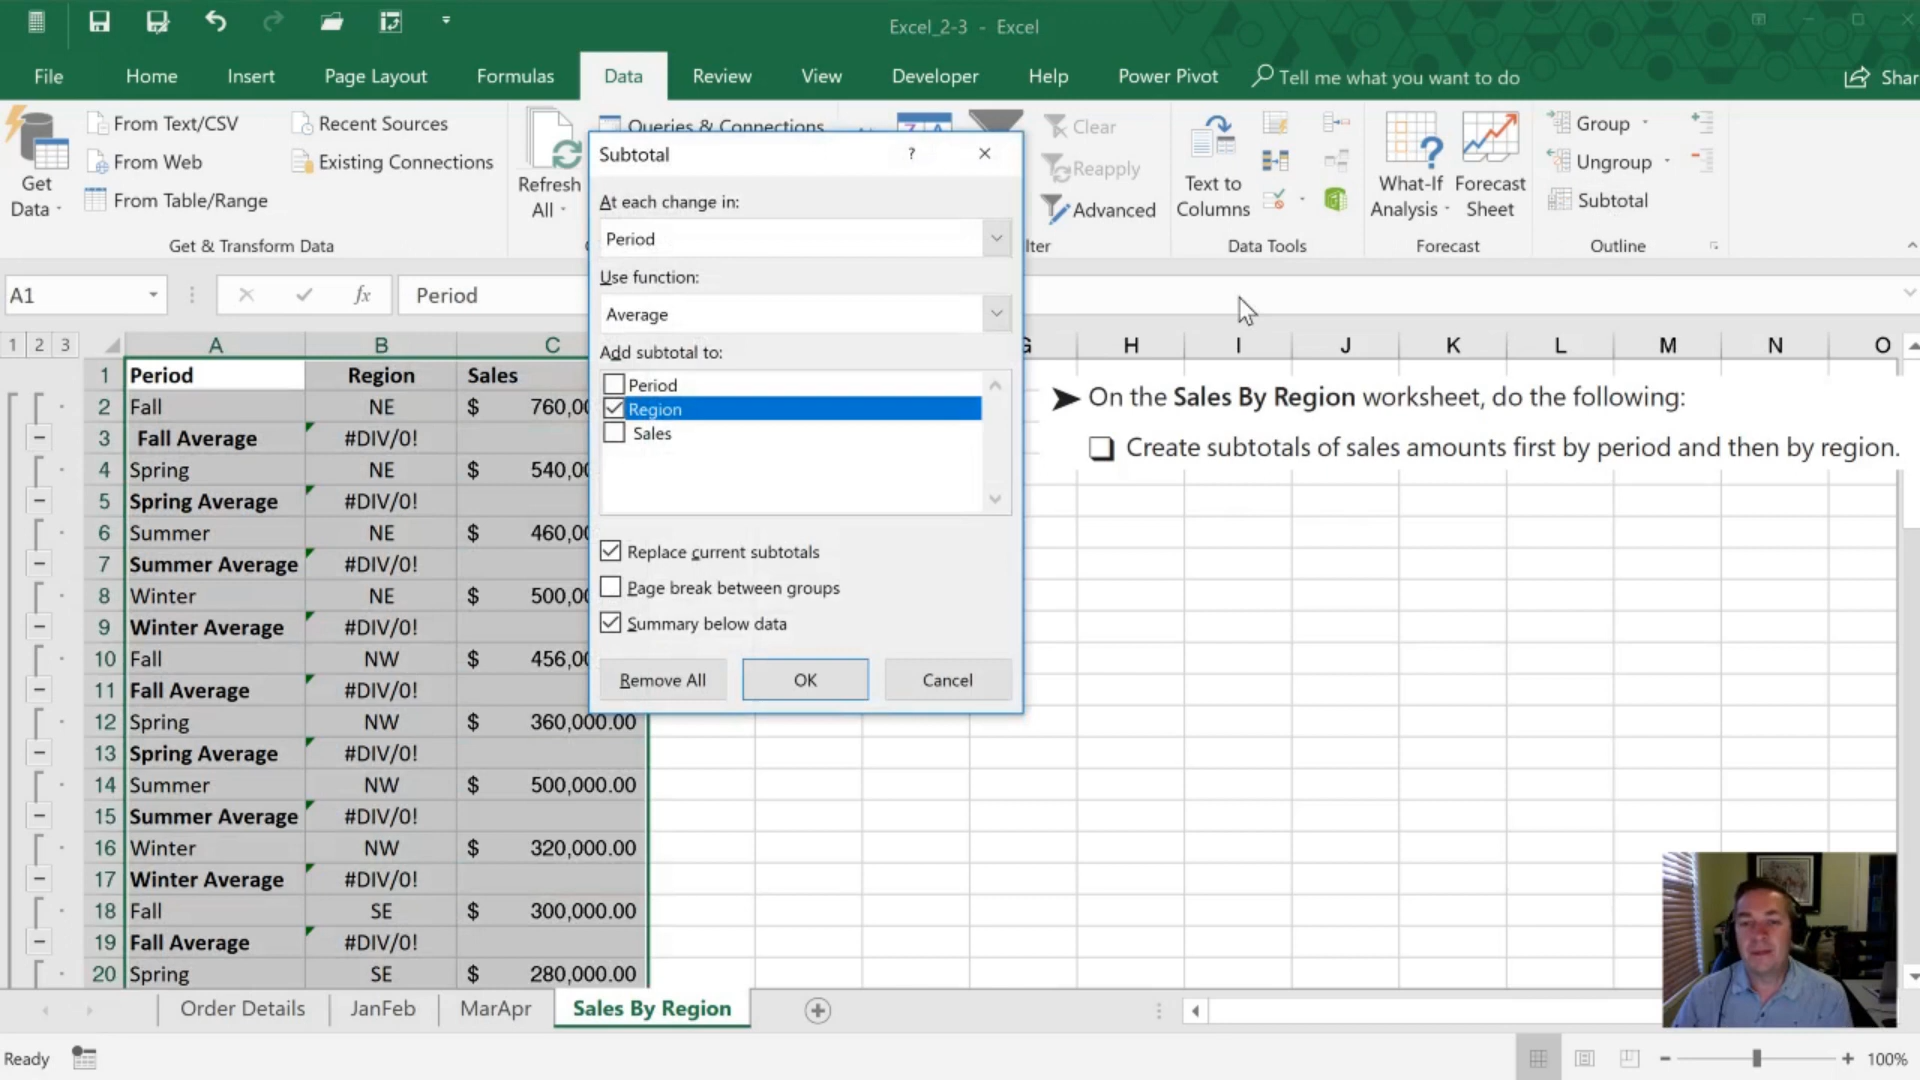 Excel_2-3 - Excel
File Home Insert Page Layout Formulas Data Review View Developer Help Power Pivot Tell me what you want to do Shar
From Text/CSV Recent Sources Queries & Connections Clear Group
From Web Existing Connections Reapply Ungroup
From Table/Range Advanced Subtotal
Get Data Refresh All Text to Columns What-If Analysis Forecast Sheet
Get & Transform Data Data Tools Forecast Outline
A1 fx Period
Subtotal ? ×
At each change in:
Period
Use function:
Average
Add subtotal to:
Period
Region
Sales
Replace current subtotals
Page break between groups
Summary below data
Remove All OK Cancel
1 2 3 A B C G H I J K L M N O
1 Period Region Sales
2 Fall NE $ 760,00
3 Fall Average #DIV/0!
4 Spring NE $ 540,00
5 Spring Average #DIV/0!
6 Summer NE $ 460,00
7 Summer Average #DIV/0!
8 Winter NE $ 500,00
9 Winter Average #DIV/0!
10 Fall NW $ 456,00
11 Fall Average #DIV/0!
12 Spring NW $ 360,000.00
13 Spring Average #DIV/0!
14 Summer NW $ 500,000.00
15 Summer Average #DIV/0!
16 Winter NW $ 320,000.00
17 Winter Average #DIV/0!
18 Fall SE $ 300,000.00
19 Fall Average #DIV/0!
20 Spring SE $ 280,000.00
➤ On the Sales By Region worksheet, do the following:
❑ Create subtotals of sales amounts first by period and then by region.
Order Details JanFeb MarApr Sales By Region
Ready 100%